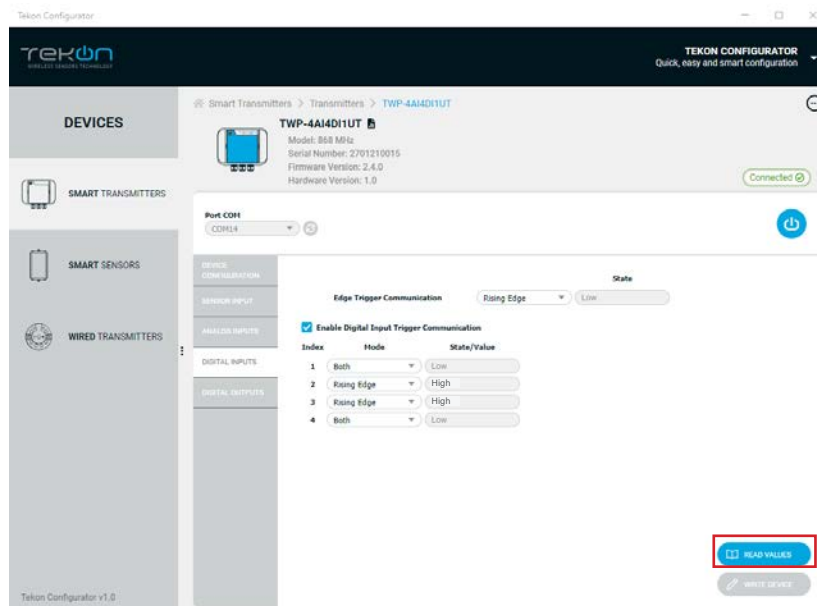 Tekon Configurator
TEKON
WIRELESS SENSORS TECHNOLOGY
TEKON CONFIGURATOR
Quick, easy and smart configuration
DEVICES
SMART TRANSMITTERS
SMART SENSORS
WIRED TRANSMITTERS
Tekon Configurator v1.0
Smart Transmitters > Transmitters > TWP-4AI4DI1UT
TWP-4AI4DI1UT
Model: 868 MHz
Serial Number: 2701210015
Firmware Version: 2.4.0
Hardware Version: 1.0
Connected
Port COM
COM14
DEVICE CONFIGURATION
SENSOR INPUT
ANALOG INPUTS
DIGITAL INPUTS
DIGITAL OUTPUTS
State
Edge Trigger Communication Rising Edge Low
Enable Digital Input Trigger Communication
Index Mode State/Value
1 Both Low
2 Rising Edge High
3 Rising Edge High
4 Both Low
READ VALUES
WRITE DEVICE